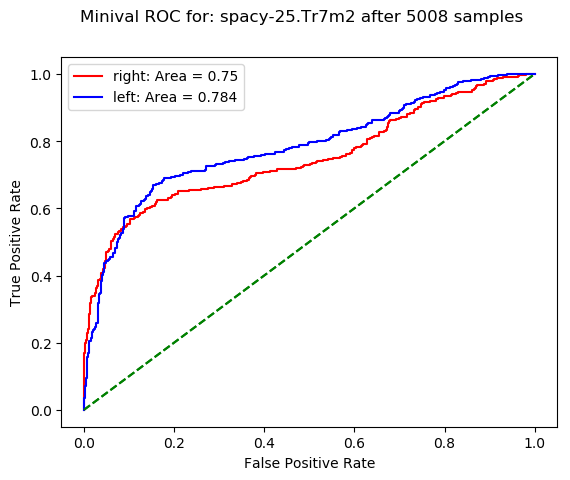 Minival ROC for: spacy-25.Tr7m2 after 5008 samples
right: Area = 0.75
left: Area = 0.784
1.0
0.8
0.6
0.4
0.2
0.0
True Positive Rate
0.0 0.2 0.4 0.6 0.8 1.0
False Positive Rate